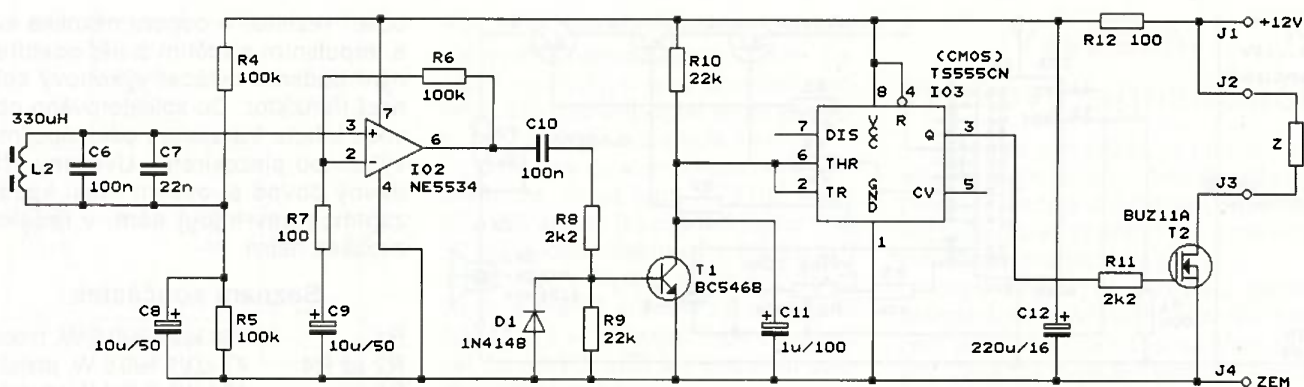 330uH
L2
C6
100n
C7
22n
R4
100k
C8
10u/50
R5
100k
R7
100
C9
10u/50
R6
100k
3
2
7
6
4
+
-
IO2
NE5534
C10
100n
R8
2k2
D1
1N4148
R9
22k
R10
22k
T1
BC546B
C11
1u/100
(CMOS)
TS555CN
IO3
8
4
VCC
R
7
DIS
6
THR
2
TR
Q
3
CV
5
GND
1
C12
220u/16
R12 100
R11
2k2
BUZ11A
T2
J1
+12V
J2
Z
J3
J4
ZEM